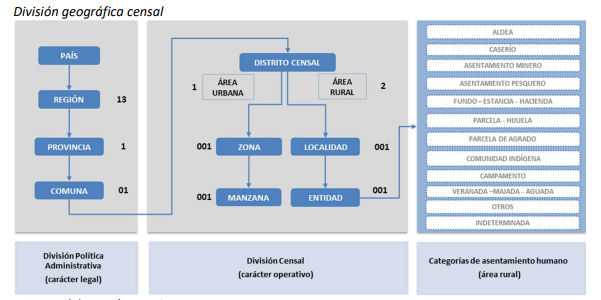 División geográfica censal
PAÍS
REGIÓN 13
PROVINCIA 1
COMUNA 01
DISTRITO CENSAL
1 ÁREA
URBANA
ÁREA
RURAL 2
001 ZONA
LOCALIDAD 001
001 MANZANA
ENTIDAD 001
ALDEA
CASERÍO
ASENTAMIENTO MINERO
ASENTAMIENTO PESQUERO
FUNDO – ESTANCIA - HACIENDA
PARCELA - HIJUELA
PARCELA DE AGRADO
COMUNIDAD INDÍGENA
CAMPAMENTO
VERANADA –MAJADA - AGUADA
OTROS
INDETERMINADA
División Política
Administrativa
(carácter legal)
División Censal
(carácter operativo)
Categorías de asentamiento humano
(área rural)